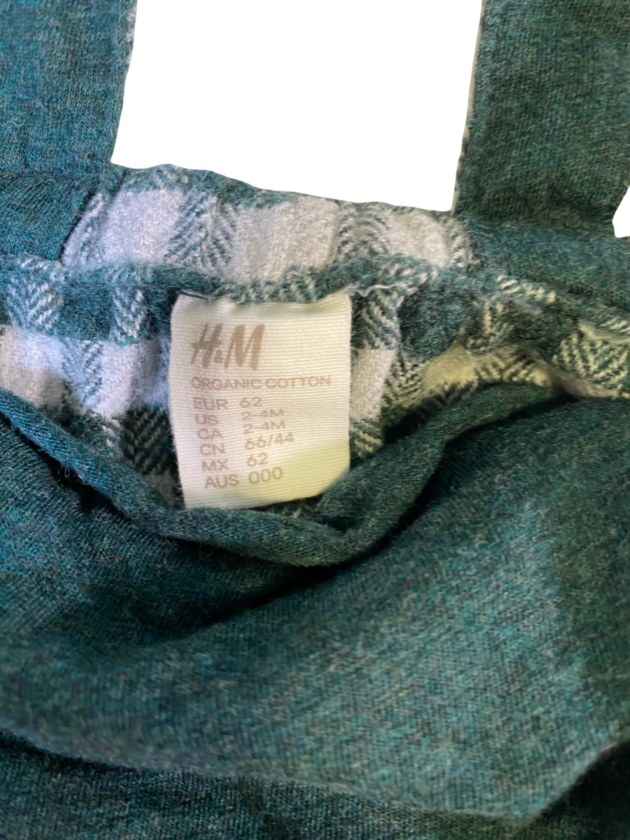 H&M
ORGANIC COTTON
EUR 62
US 2-4M
CA 2-4M
CN 66/44
MX 62
AUS 000